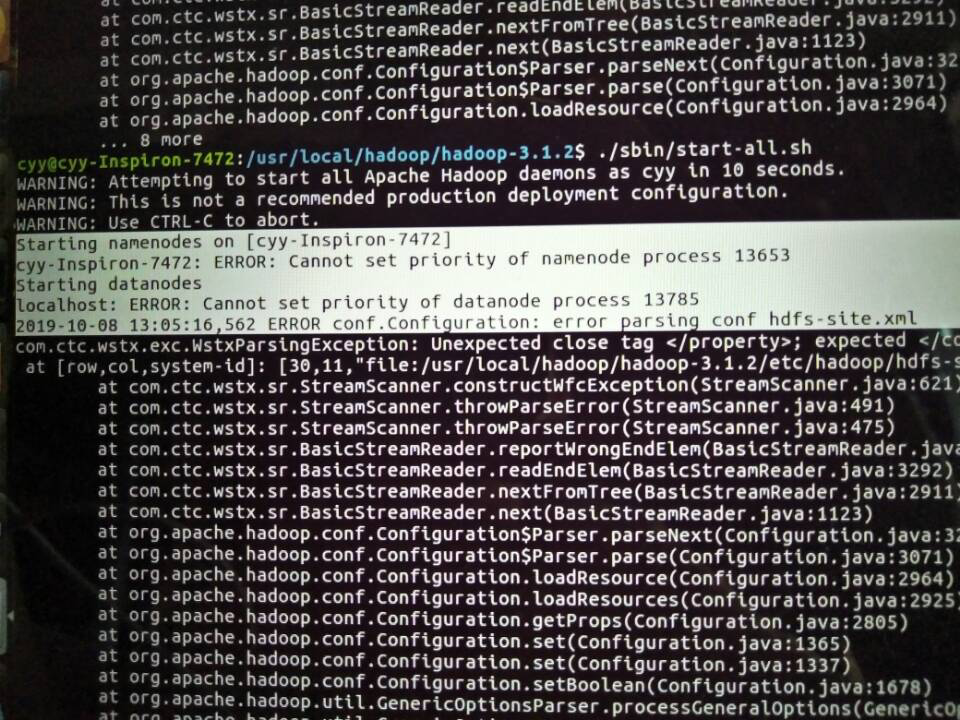 at com.ctc.wstx.sr.BasicStreamReader.readEndElem(BasicStreamReader.java:3292)
at com.ctc.wstx.sr.BasicStreamReader.nextFromTree(BasicStreamReader.java:2911)
at com.ctc.wstx.sr.BasicStreamReader.next(BasicStreamReader.java:1123)
at org.apache.hadoop.conf.Configuration$Parser.parseNext(Configuration.java:32
at org.apache.hadoop.conf.Configuration$Parser.parse(Configuration.java:3071)
at org.apache.hadoop.conf.Configuration.loadResource(Configuration.java:2964)
... 8 more
cyy@cyy-Inspiron-7472:/usr/local/hadoop/hadoop-3.1.2$ ./sbin/start-all.sh
WARNING: Attempting to start all Apache Hadoop daemons as cyy in 10 seconds.
WARNING: This is not a recommended production deployment configuration.
WARNING: Use CTRL-C to abort.
Starting namenodes on [cyy-Inspiron-7472]
cyy-Inspiron-7472: ERROR: Cannot set priority of namenode process 13653
Starting datanodes
localhost: ERROR: Cannot set priority of datanode process 13785
2019-10-08 13:05:16,562 ERROR conf.Configuration: error parsing conf hdfs-site.xml
com.ctc.wstx.exc.WstxParsingException: Unexpected close tag </property>; expected </co
at [row,col,system-id]: [30,11,"file:/usr/local/hadoop/hadoop-3.1.2/etc/hadoop/hdfs-s
at com.ctc.wstx.sr.StreamScanner.constructWfcException(StreamScanner.java:621)
at com.ctc.wstx.sr.StreamScanner.throwParseError(StreamScanner.java:491)
at com.ctc.wstx.sr.StreamScanner.throwParseError(StreamScanner.java:475)
at com.ctc.wstx.sr.BasicStreamReader.reportWrongEndElem(BasicStreamReader.java
at com.ctc.wstx.sr.BasicStreamReader.readEndElem(BasicStreamReader.java:3292)
at com.ctc.wstx.sr.BasicStreamReader.nextFromTree(BasicStreamReader.java:2911
at com.ctc.wstx.sr.BasicStreamReader.next(BasicStreamReader.java:1123)
at org.apache.hadoop.conf.Configuration$Parser.parseNext(Configuration.java:32
at org.apache.hadoop.conf.Configuration$Parser.parse(Configuration.java:3071)
at org.apache.hadoop.conf.Configuration.loadResource(Configuration.java:2964)
at org.apache.hadoop.conf.Configuration.loadResources(Configuration.java:2925
at org.apache.hadoop.conf.Configuration.getProps(Configuration.java:2805)
at org.apache.hadoop.conf.Configuration.set(Configuration.java:1365)
at org.apache.hadoop.conf.Configuration.set(Configuration.java:1337)
at org.apache.hadoop.conf.Configuration.setBoolean(Configuration.java:1678)
at org.apache.hadoop.util.GenericOptionsParser.processGeneralOptions(GenericOp